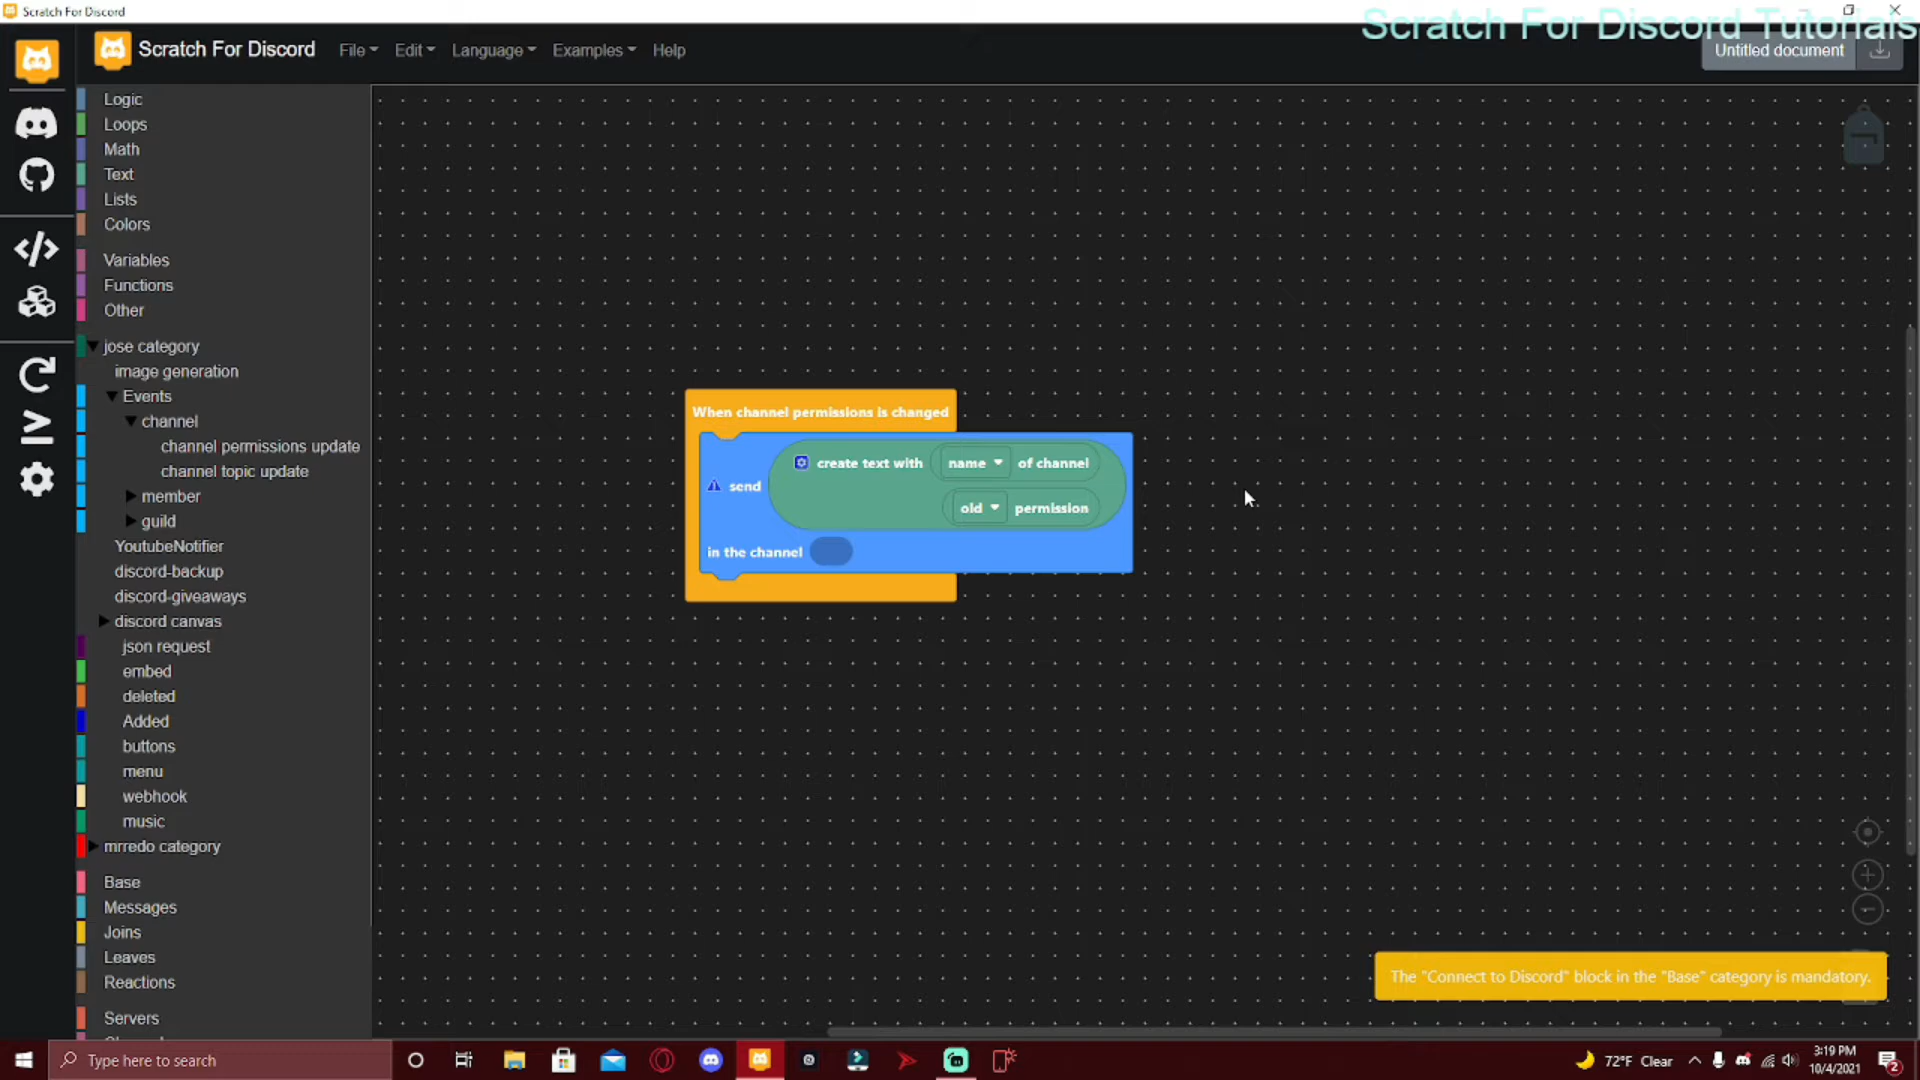 Scratch For Discord
Scratch For Discord Tutorials
Scratch For Discord
File
Edit
Language
Examples
Help
Untitled document
Logic
Loops
Math
Text
Lists
Colors
Variables
Functions
Other
jose category
image generation
Events
channel
channel permissions update
channel topic update
member
guild
YoutubeNotifier
discord-backup
discord-giveaways
discord canvas
json request
embed
deleted
Added
buttons
menu
webhook
music
mrredo category
Base
Messages
Joins
Leaves
Reactions
Servers
When channel permissions is changed
send
create text with
name
of channel
old
permission
in the channel
The "Connect to Discord" block in the "Base" category is mandatory.
Type here to search
72°F Clear
3:19 PM
10/4/2021
2